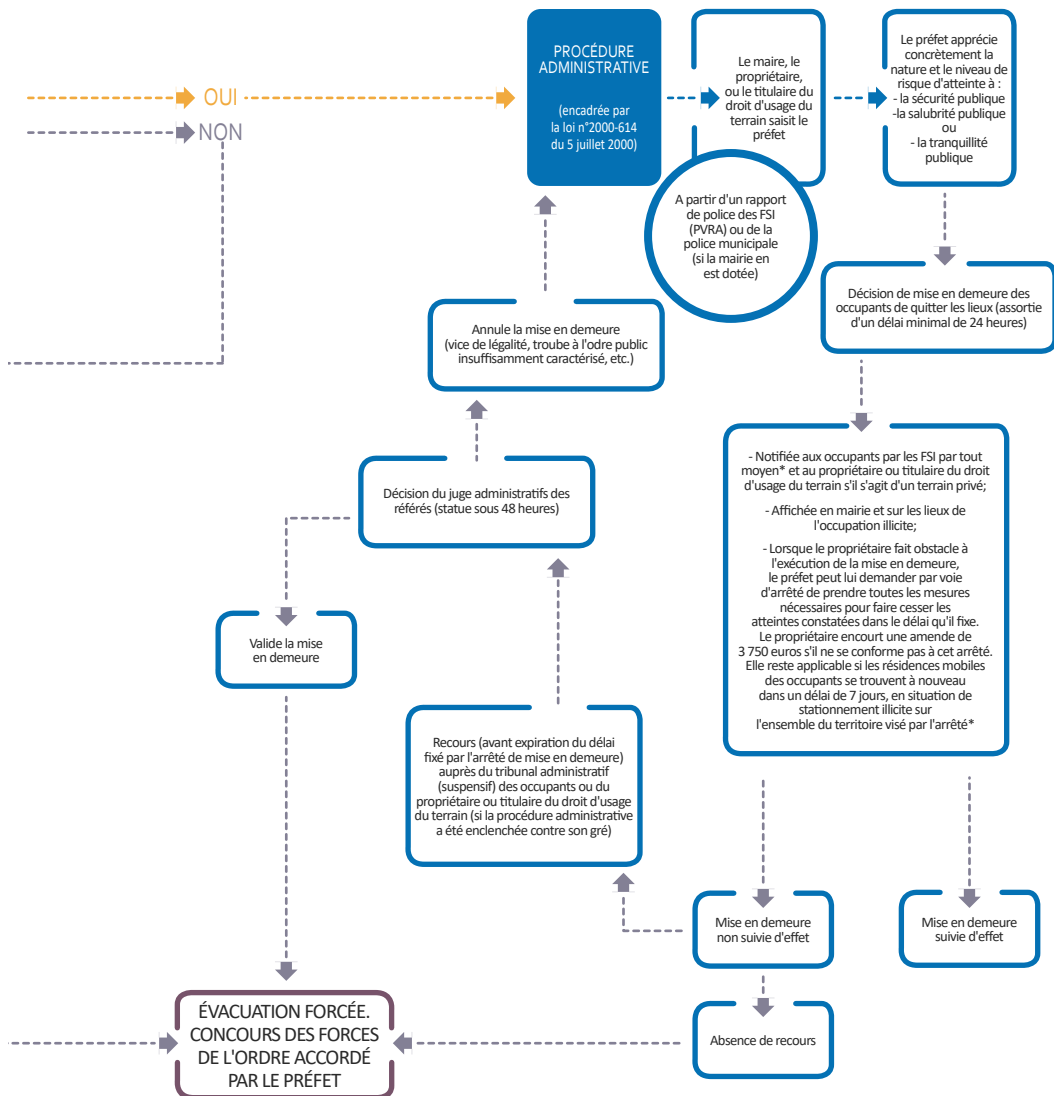 OUI
NON
PROCÉDURE
ADMINISTRATIVE
(encadrée par
la loi n°2000-614
du 5 juillet 2000)
Le maire, le
propriétaire,
ou le titulaire du
droit d'usage du
terrain saisit le
préfet
Le préfet apprécie
concrètement la
nature et le niveau de
risque d'atteinte à :
- la sécurité publique
-la salubrité publique
ou
- la tranquillité
publique
A partir d'un rapport
de police des FSI
(PVRA) ou de la
police municipale
(si la mairie en
est dotée)
Décision de mise en demeure des
occupants de quitter les lieux (assortie
d'un délai minimal de 24 heures)
Annule la mise en demeure
(vice de légalité, trouble à l'odre public
insuffisamment caractérisé, etc.)
- Notifiée aux occupants par les FSI par tout
moyen* et au propriétaire ou titulaire du droit
d'usage du terrain s'il s'agit d'un terrain privé;
- Affichée en mairie et sur les lieux de
l'occupation illicite;
- Lorsque le propriétaire fait obstacle à
l'exécution de la mise en demeure,
le préfet peut lui demander par voie
d'arrêté de prendre toutes les mesures
nécessaires pour faire cesser les
atteintes constatées dans le délai qu'il fixe.
Le propriétaire encourt une amende de
3 750 euros s'il ne se conforme pas à cet arrêté.
Elle reste applicable si les résidences mobiles
des occupants se trouvent à nouveau
dans un délai de 7 jours, en situation de
stationnement illicite sur
l'ensemble du territoire visé par l'arrêté*
Décision du juge administratifs des
référés (statue sous 48 heures)
Valide la mise
en demeure
Recours (avant expiration du délai
fixé par l'arrêté de mise en demeure)
auprès du tribunal administratif
(suspensif) des occupants ou du
propriétaire ou titulaire du droit d'usage
du terrain (si la procédure administrative
a été enclenchée contre son gré)
Mise en demeure
non suivie d'effet
Mise en demeure
suivie d'effet
Absence de recours
ÉVACUATION FORCÉE.
CONCOURS DES FORCES
DE L'ORDRE ACCORDÉ
PAR LE PRÉFET